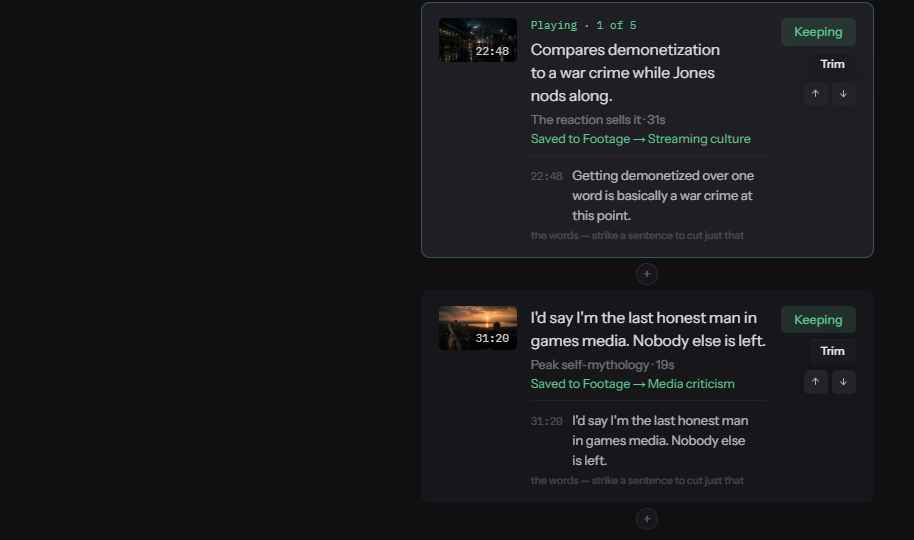 22:48
Playing · 1 of 5
Compares demonetization
to a war crime while Jones
nods along.
The reaction sells it · 31s
Saved to Footage → Streaming culture
Keeping
Trim
↑ ↓
22:48 Getting demonetized over one
word is basically a war crime at
this point.
the words — strike a sentence to cut just that
+
31:20
I'd say I'm the last honest man in
games media. Nobody else is left.
Peak self-mythology · 19s
Saved to Footage → Media criticism
Keeping
Trim
↑ ↓
31:20 I'd say I'm the last honest man
in games media. Nobody else
is left.
the words — strike a sentence to cut just that
+